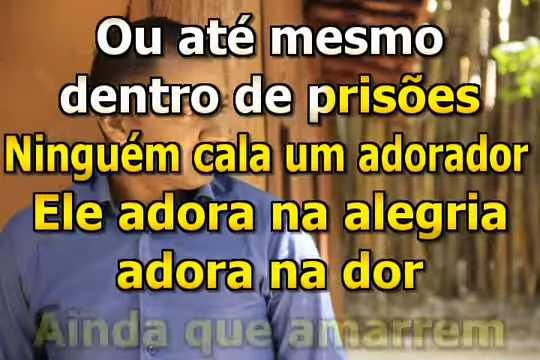 Ou até mesmo
dentro de prisões
Ninguém cala um adorador
Ele adora na alegria
adora na dor
Ainda que amarrem